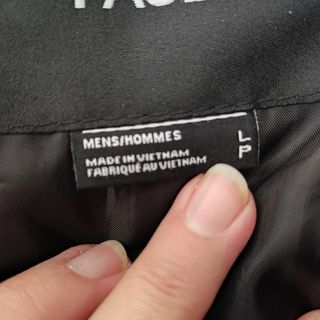 MENS/HOMMES L
MADE IN VIETNAM P
FABRIQUÉ AU VIETNAM